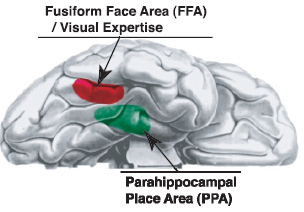 Fusiform Face Area (FFA)
/ Visual Expertise
Parahippocampal
Place Area (PPA)